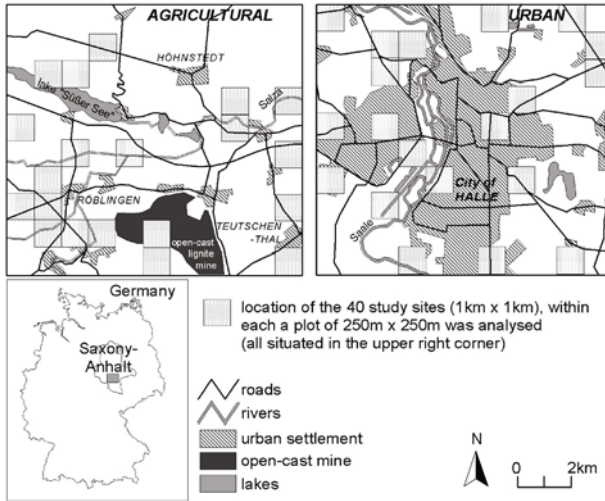 AGRICULTURAL
HÖHNSTEDT
lake "Süßer See"
Salza
RÖBLINGEN
TEUTSCHEN
-THAL
open-cast
lignite
mine
URBAN
City of
HALLE
Saale
Germany
Saxony-
Anhalt
location of the 40 study sites (1km x 1km), within
each a plot of 250m x 250m was analysed
(all situated in the upper right corner)
roads
rivers
urban settlement
open-cast mine
lakes
N
0 2km